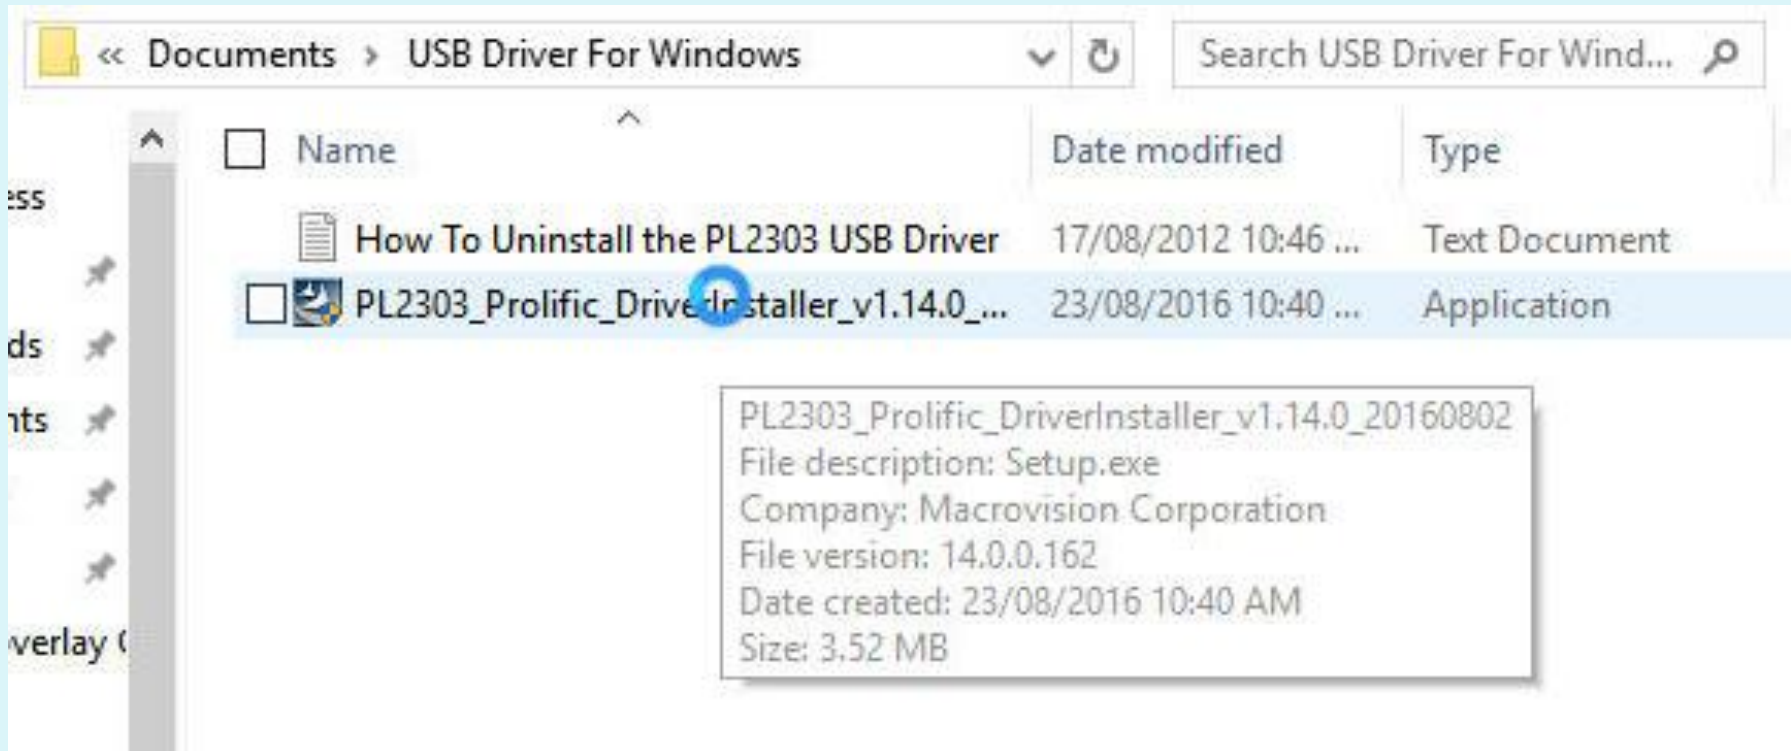 « Documents > USB Driver For Windows
Search USB Driver For Wind...
Name Date modified Type
ess
How To Uninstall the PL2303 USB Driver 17/08/2012 10:46 ... Text Document
PL2303_Prolific_DriverInstaller_v1.14.0_... 23/08/2016 10:40 ... Application
ds
nts
PL2303_Prolific_DriverInstaller_v1.14.0_20160802
File description: Setup.exe
Company: Macrovision Corporation
File version: 14.0.0.162
Date created: 23/08/2016 10:40 AM
Size: 3.52 MB
verlay